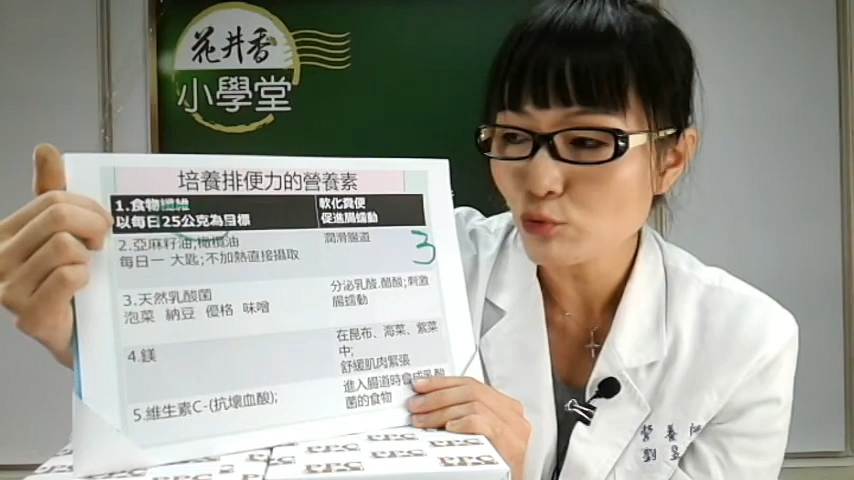 花井香
小學堂
培養排便力的營養素
1.食物纖維
以每日25公克為目標
軟化糞便
促進腸蠕動
2.亞麻籽油,橄欖油
每日一 大匙;不加熱直接攝取
潤滑腸道
3
3.天然乳酸菌
泡菜 納豆 優格 味噌
分泌乳酸.醋酸;刺激
腸蠕動
4.鎂
在昆布、海菜、紫菜
中;
舒緩肌肉緊張
5.維生素C-(抗壞血酸);
進入腸道時會成乳酸
菌的食物
營養師
劉